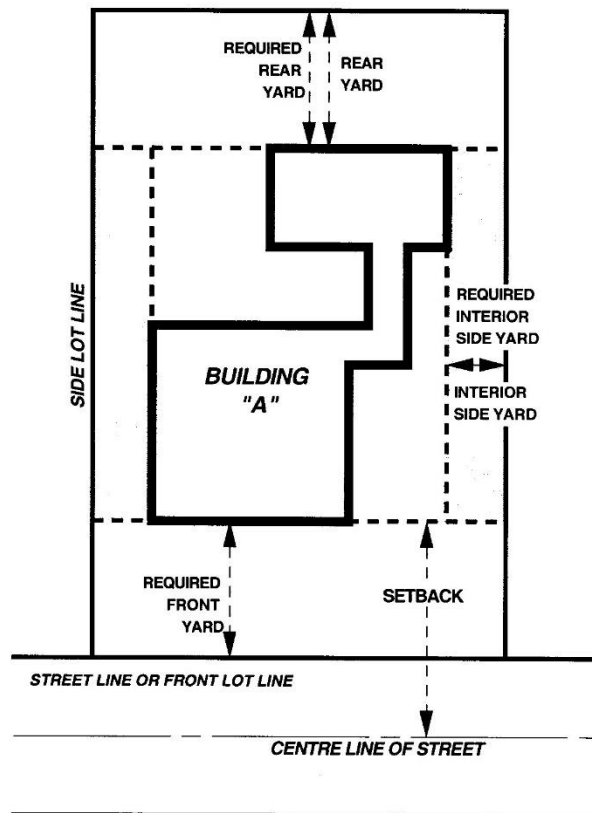 REQUIRED
REAR
YARD
REAR
YARD
SIDE LOT LINE
REQUIRED
INTERIOR
SIDE YARD
INTERIOR
SIDE YARD
BUILDING
"A"
REQUIRED
FRONT
YARD
SETBACK
STREET LINE OR FRONT LOT LINE
CENTRE LINE OF STREET